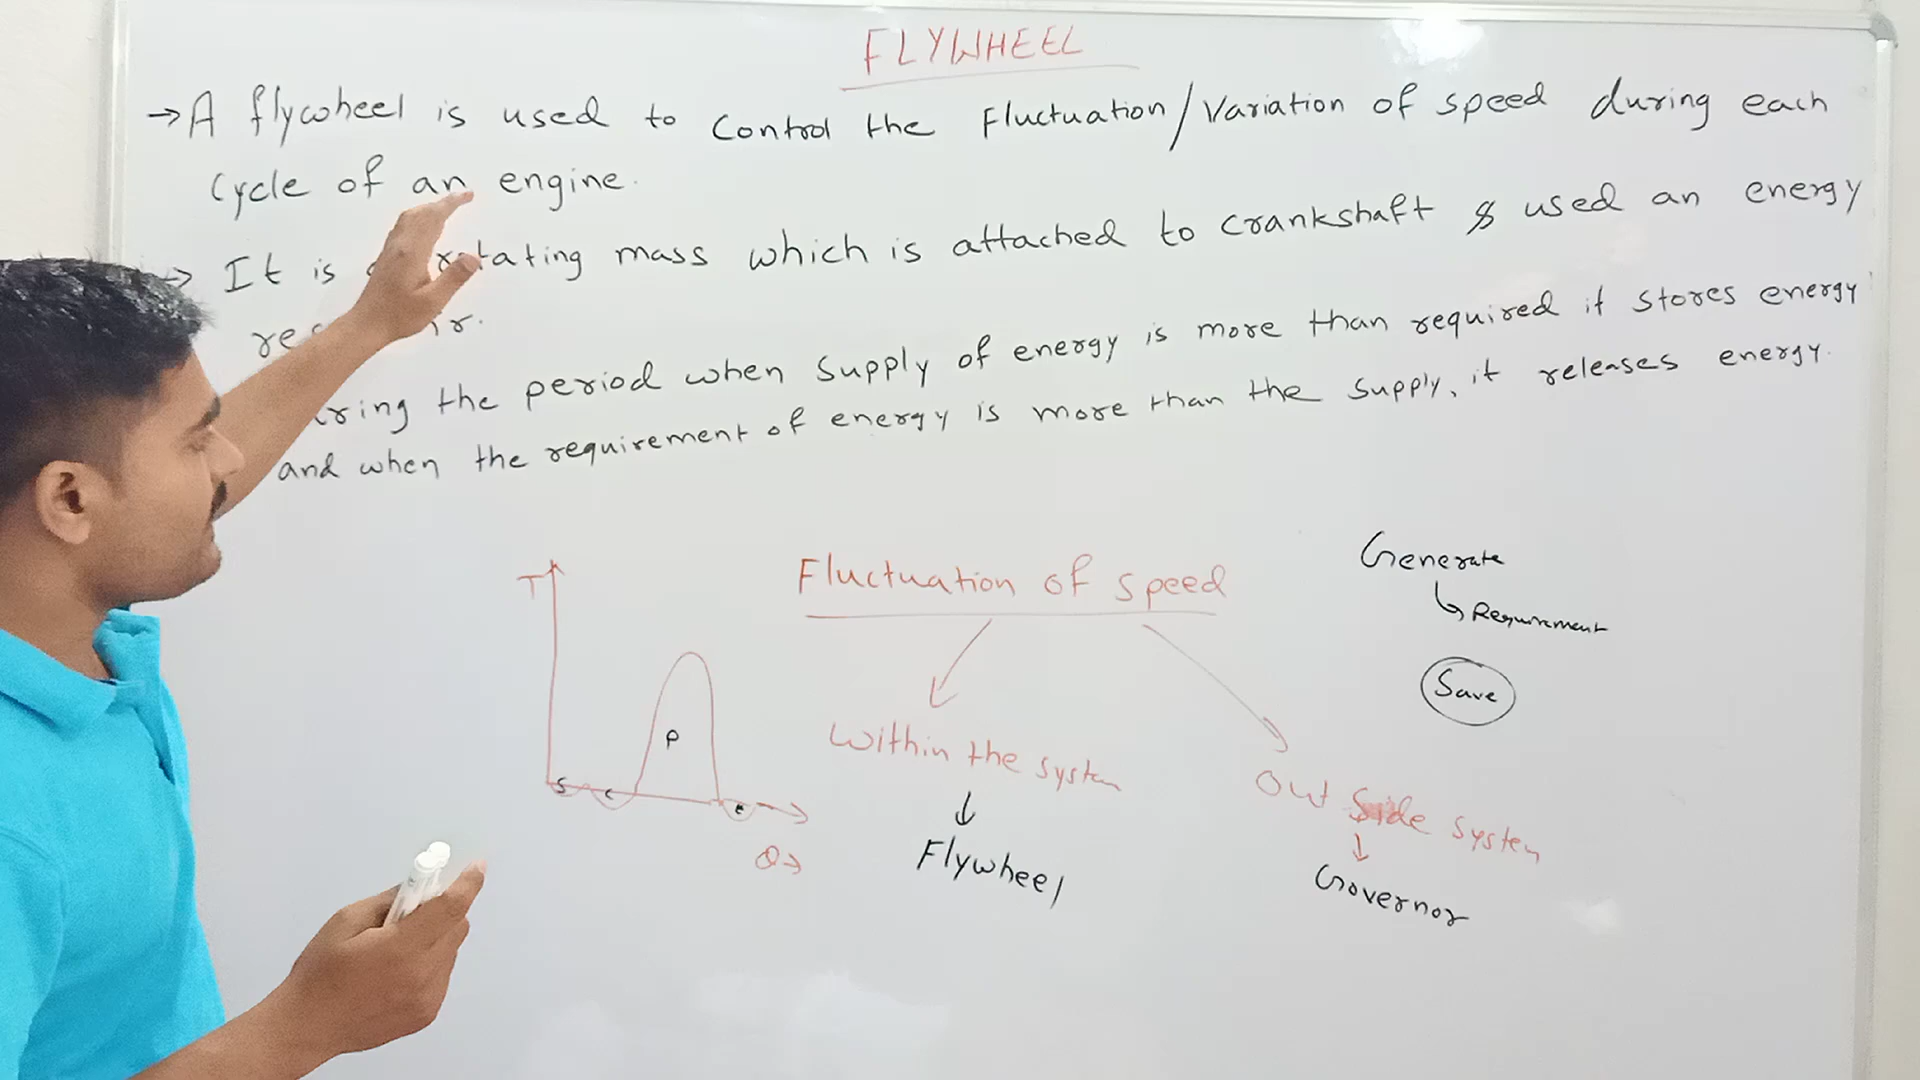 FLYWHEEL
→ A flywheel is used to control the Fluctuation/Variation of speed during each
cycle of an engine.
→ It is rotating mass which is attached to crankshaft & used an energy
the period when supply of energy is more than required it stores energy
and when the requirement of energy is more than the supply, it releases energy.
T
P
S
c
E
θ→
Fluctuation of speed
Within the system
↓
Flywheel
Out Side system
↓
Governor
Generate
↳ Requirement
Save